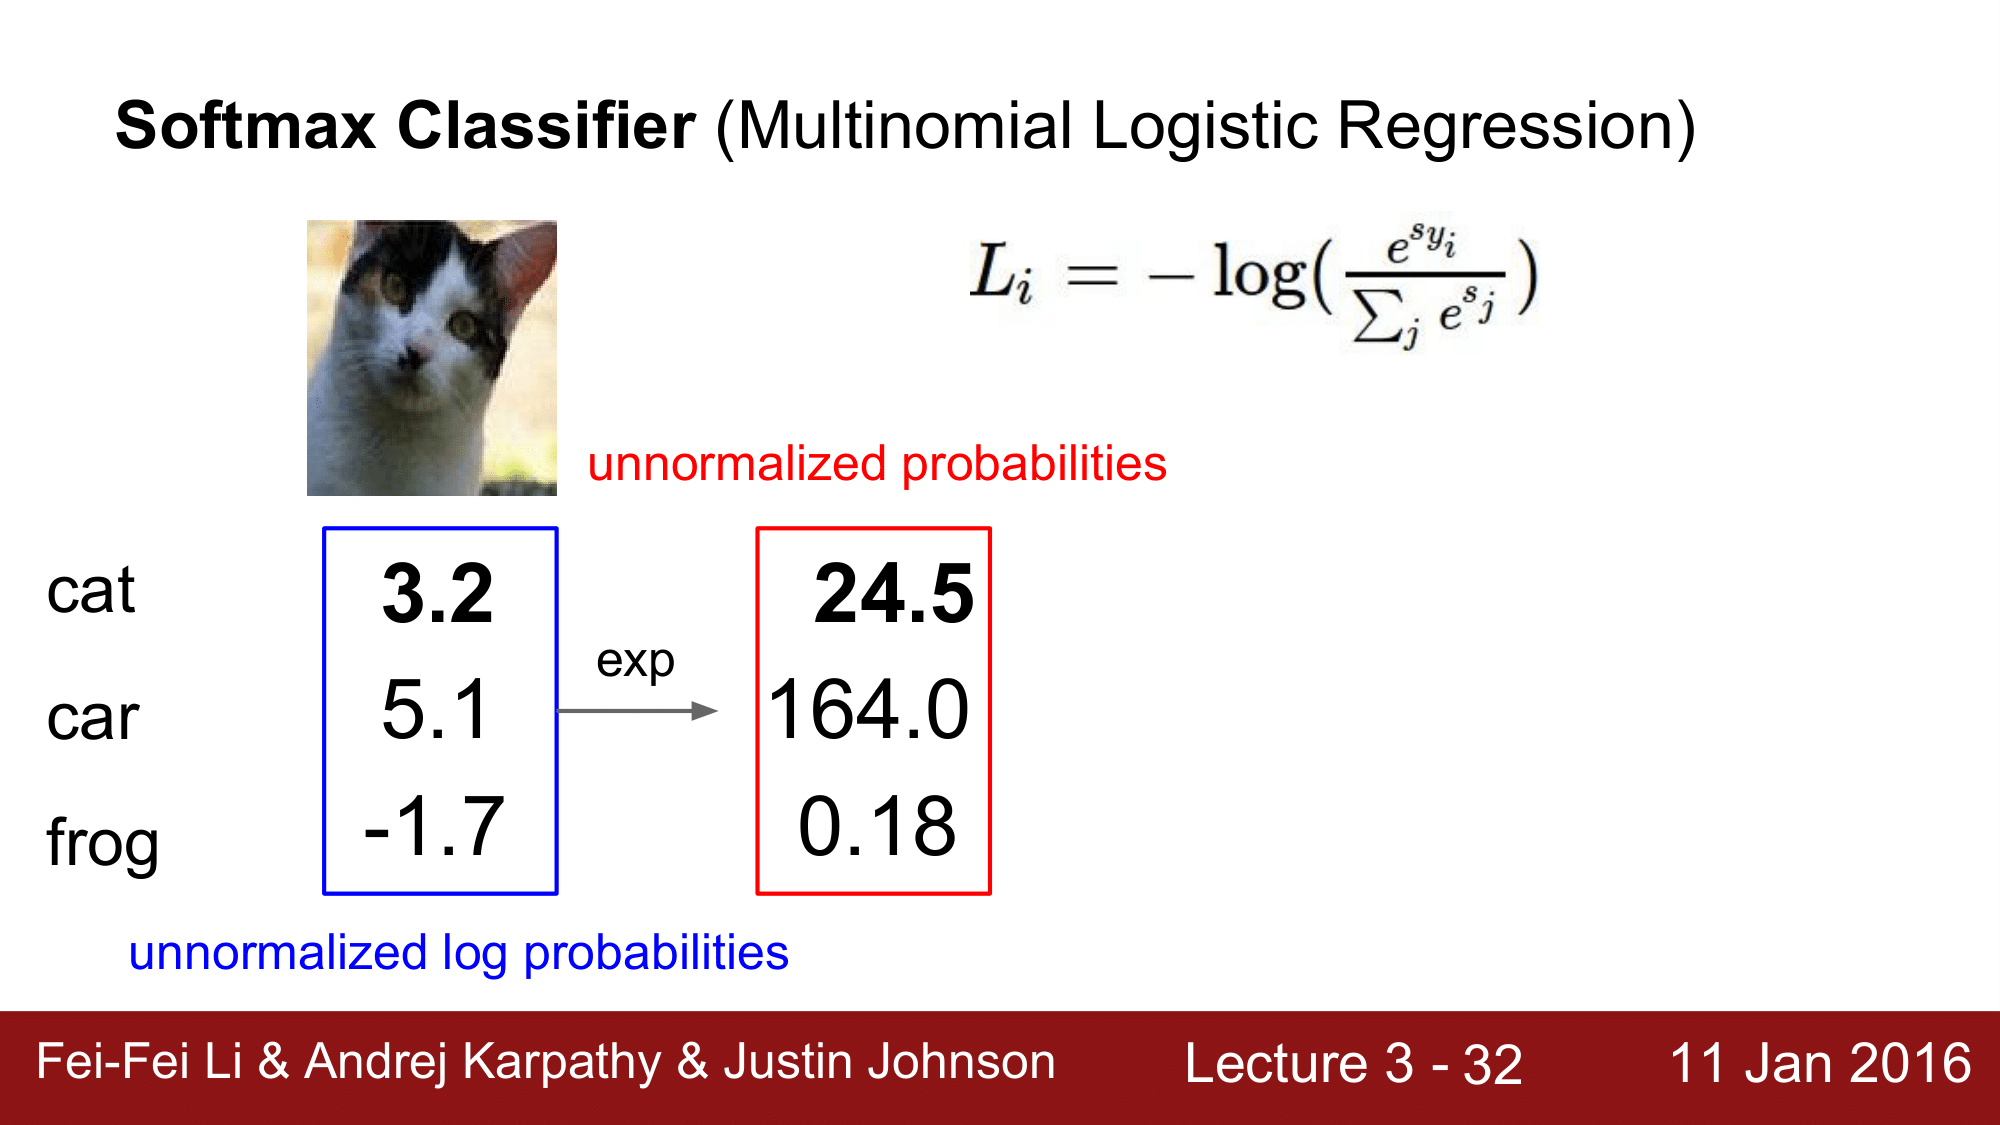 Softmax Classifier (Multinomial Logistic Regression)
L_i = -log(\frac{e^{s_{y_i}}}{\sum_j e^{s_j}})
unnormalized probabilities
cat 3.2 24.5
exp
car 5.1 164.0
frog -1.7 0.18
unnormalized log probabilities
Fei-Fei Li & Andrej Karpathy & Justin Johnson Lecture 3 - 32 11 Jan 2016